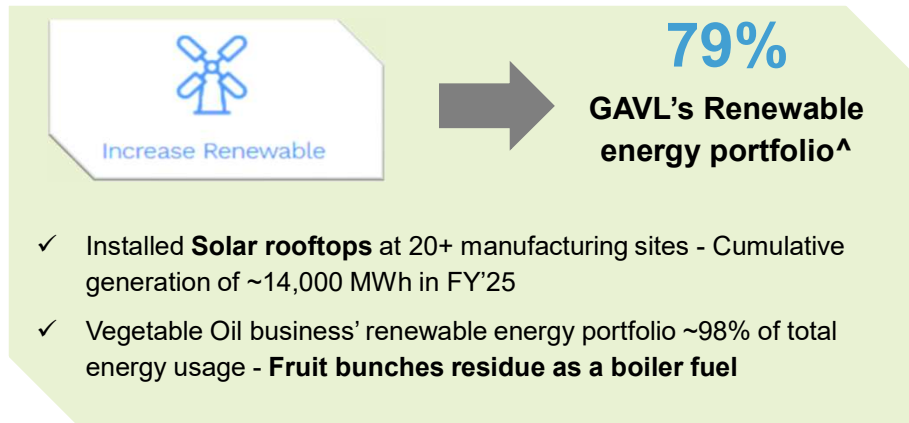 Increase Renewable
79%
GAVL's Renewable
energy portfolio^
✓ Installed Solar rooftops at 20+ manufacturing sites - Cumulative
generation of ~14,000 MWh in FY'25
✓ Vegetable Oil business' renewable energy portfolio ~98% of total
energy usage - Fruit bunches residue as a boiler fuel